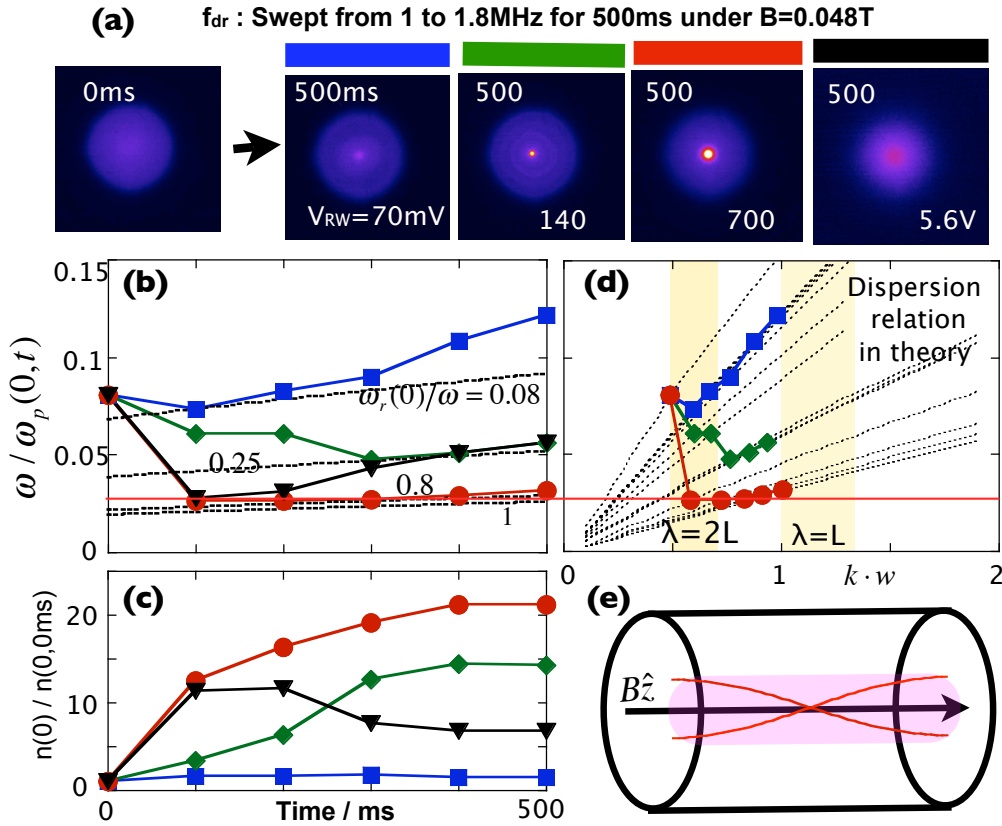 (a)
f_dr : Swept from 1 to 1.8MHz for 500ms under B=0.048T
0ms
500ms
500
500
500
V_RW=70mV
140
700
5.6V
(b)
0.15
0.1
0.05
0
ω / ω_p(0,t)
ω_r(0)/ω = 0.08
0.25
0.8
1
(d)
Dispersion
relation
in theory
λ=2L
λ=L
0
1
k·w
2
(c)
20
10
0
n(0) / n(0,0ms)
0
Time / ms
500
(e)
Bẑ